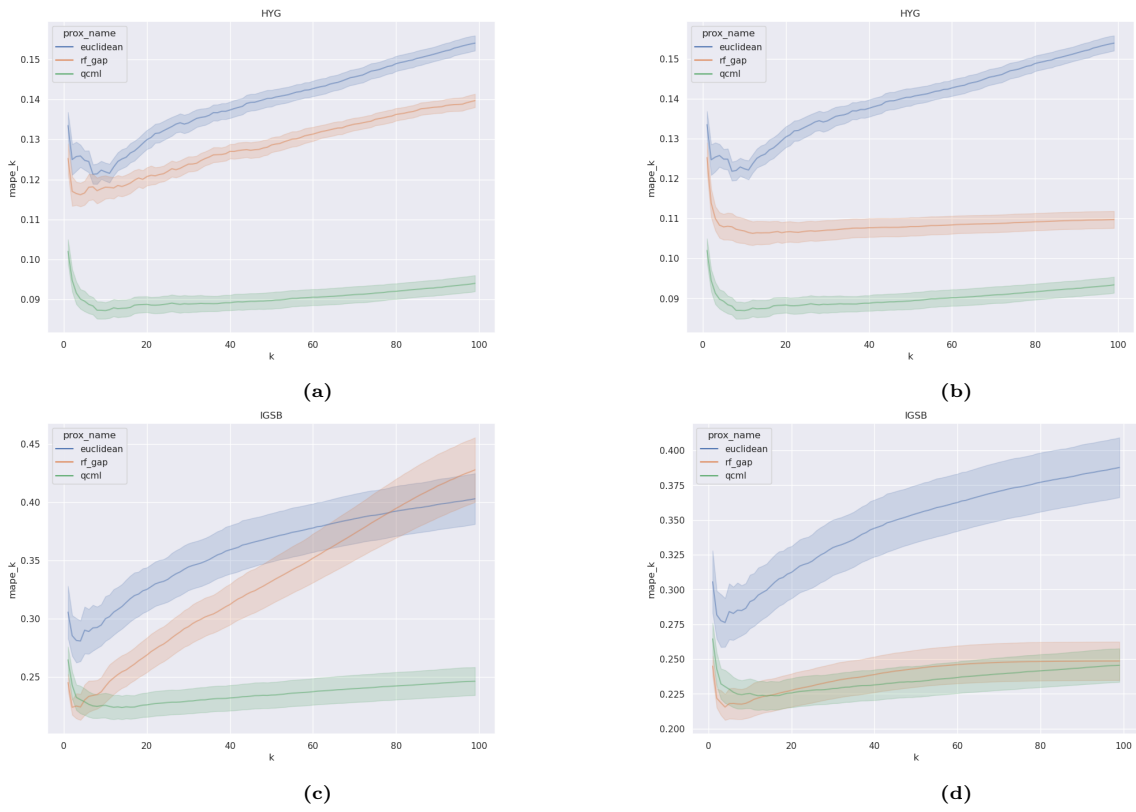 HYG
prox_name
euclidean
rf_gap
qcml
mape_k
0.15
0.14
0.13
0.12
0.11
0.10
0.09
0 20 40 60 80 100
k
(a)
HYG
prox_name
euclidean
rf_gap
qcml
mape_k
0.15
0.14
0.13
0.12
0.11
0.10
0.09
0 20 40 60 80 100
k
(b)
IGSB
prox_name
euclidean
rf_gap
qcml
mape_k
0.45
0.40
0.35
0.30
0.25
0 20 40 60 80 100
k
(c)
IGSB
prox_name
euclidean
rf_gap
qcml
mape_k
0.400
0.375
0.350
0.325
0.300
0.275
0.250
0.225
0.200
0 20 40 60 80 100
k
(d)